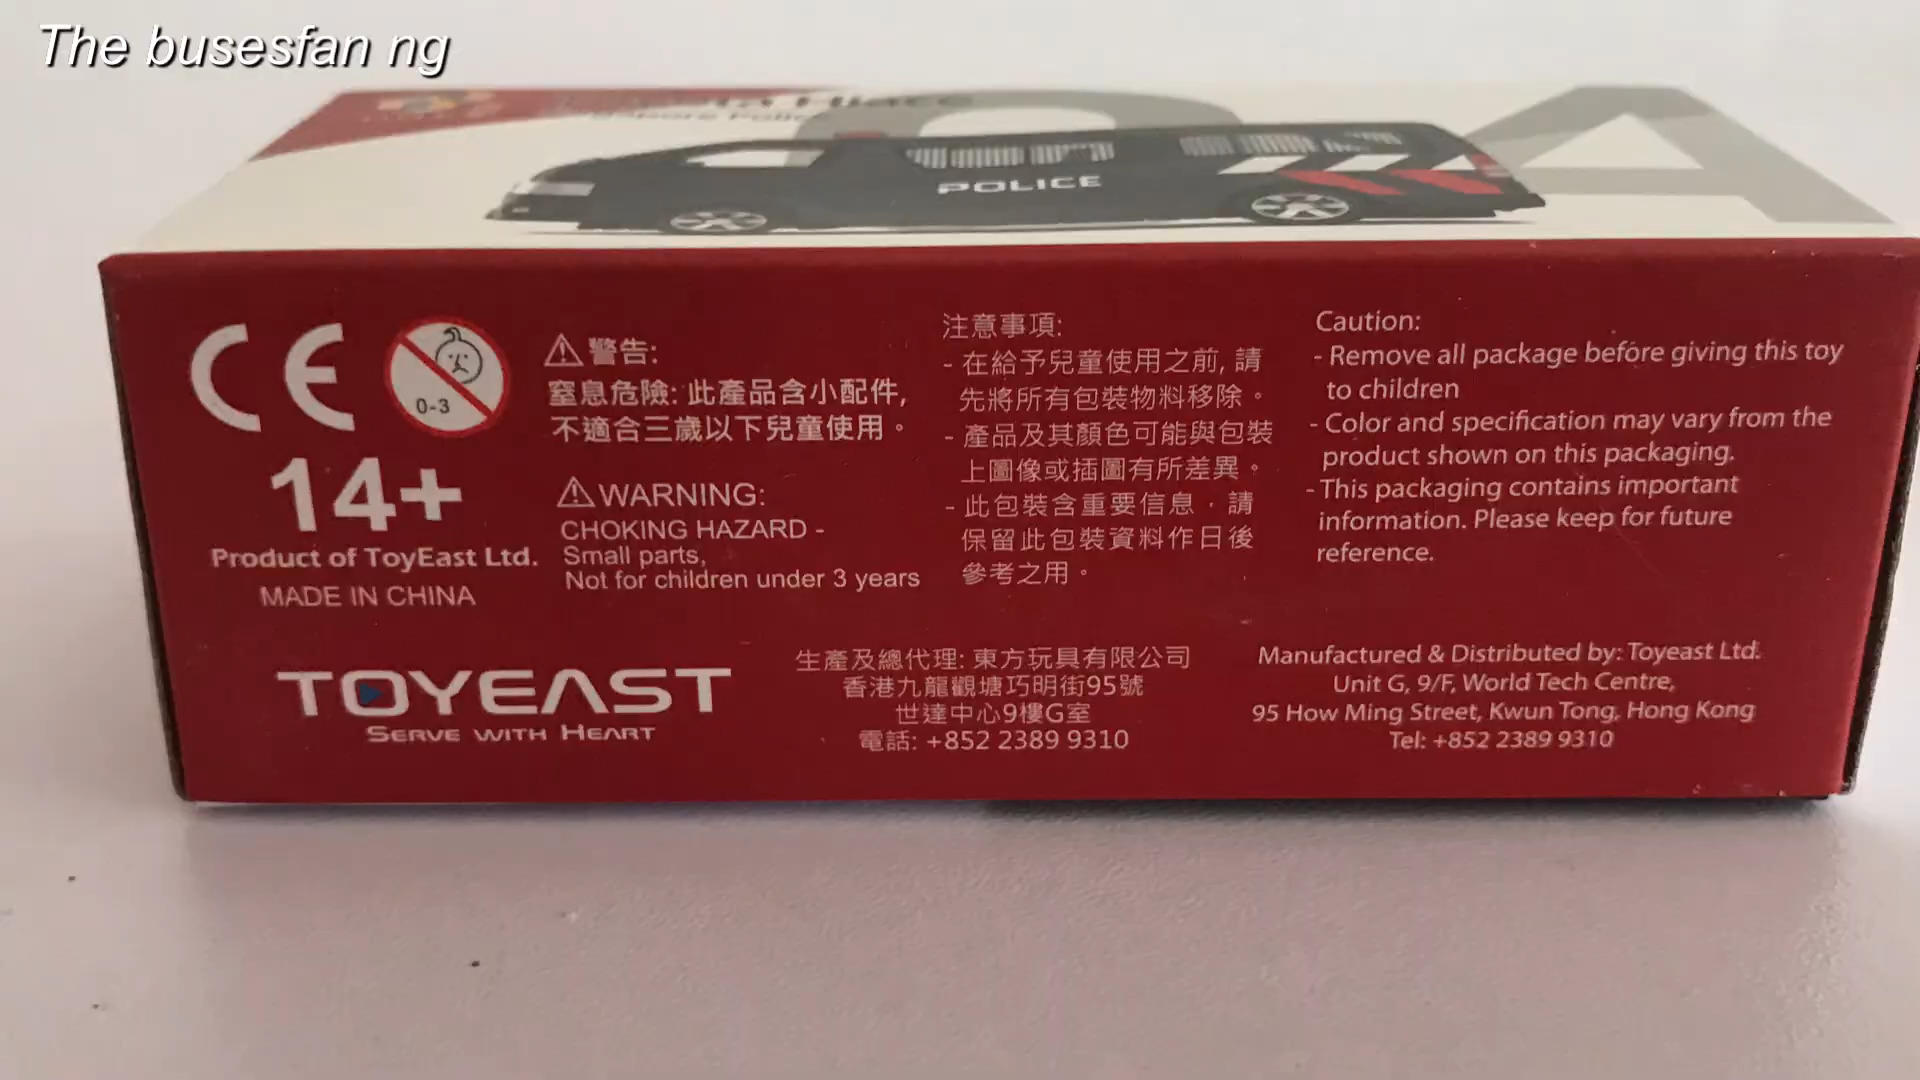 The busesfan ng
POLICE
CE
0-3
14+
Product of ToyEast Ltd.
MADE IN CHINA
警告:
窒息危險: 此產品含小配件,
不適合三歲以下兒童使用。
WARNING:
CHOKING HAZARD -
Small parts,
Not for children under 3 years
注意事項:
- 在給予兒童使用之前, 請
先將所有包裝物料移除。
- 產品及其顏色可能與包裝
上圖像或插圖有所差異。
- 此包裝含重要信息，請
保留此包裝資料作日後
參考之用。
Caution:
- Remove all package before giving this toy
to children
- Color and specification may vary from the
product shown on this packaging.
- This packaging contains important
information. Please keep for future
reference.
TOYEAST
SERVE WITH HEART
生產及總代理: 東方玩具有限公司
香港九龍觀塘巧明街95號
世達中心9樓G室
電話: +852 2389 9310
Manufactured & Distributed by: Toyeast Ltd.
Unit G, 9/F, World Tech Centre,
95 How Ming Street, Kwun Tong, Hong Kong
Tel: +852 2389 9310